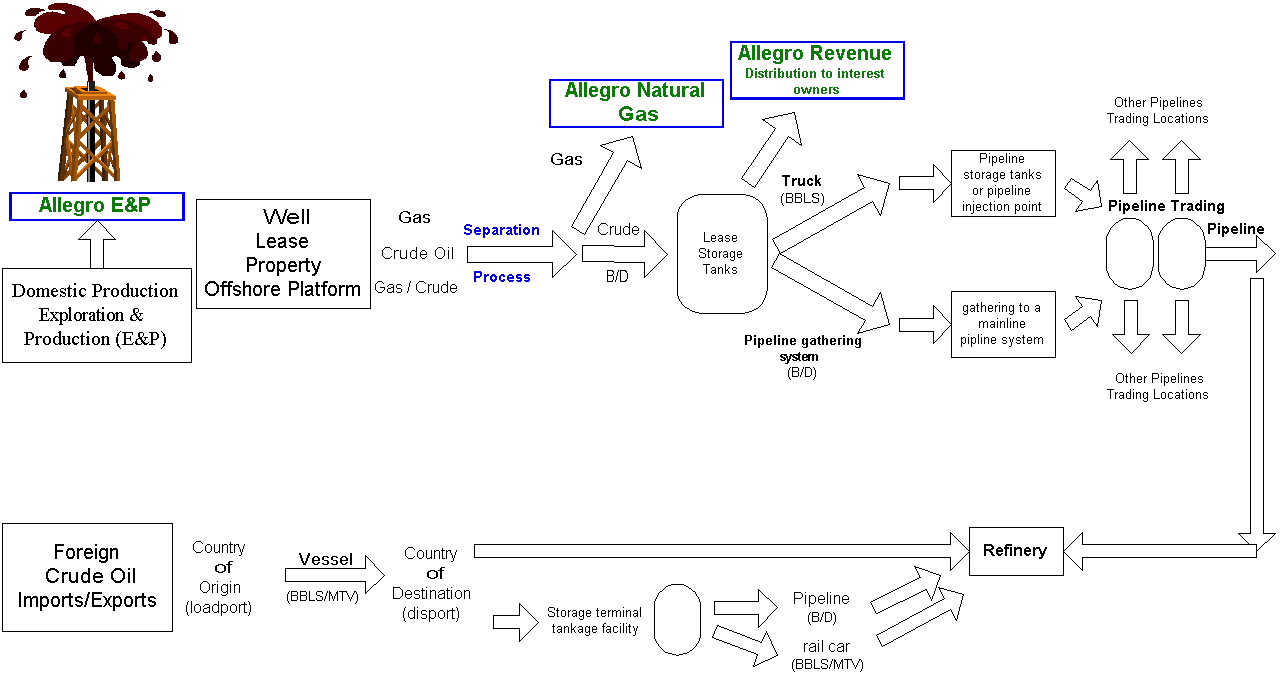 Allegro E&P
Domestic Production
Exploration &
Production (E&P)
Well
Lease
Property
Offshore Platform
Gas
Crude Oil
Gas / Crude
Separation
Process
Gas
Allegro Natural
Gas
Crude
B/D
Allegro Revenue
Distribution to interest
owners
Lease
Storage
Tanks
Truck
(BBLS)
Pipeline gathering
system
(B/D)
Pipeline
storage tanks
or pipeline
injection point
gathering to a
mainline
pipline system
Other Pipelines
Trading Locations
Pipeline Trading
Pipeline
Other Pipelines
Trading Locations
Foreign
Crude Oil
Imports/Exports
Country
of
Origin
(loadport)
Vessel
(BBLS/MTV)
Country
of
Destination
(disport)
Storage terminal
tankage facility
Pipeline
(B/D)
rail car
(BBLS/MTV)
Refinery